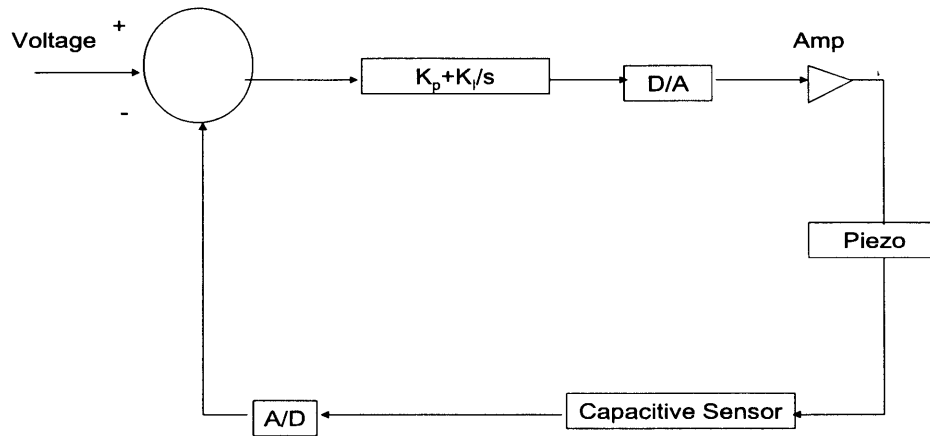 Voltage
+
-
Kp+Ki/s
D/A
Amp
Piezo
Capacitive Sensor
A/D